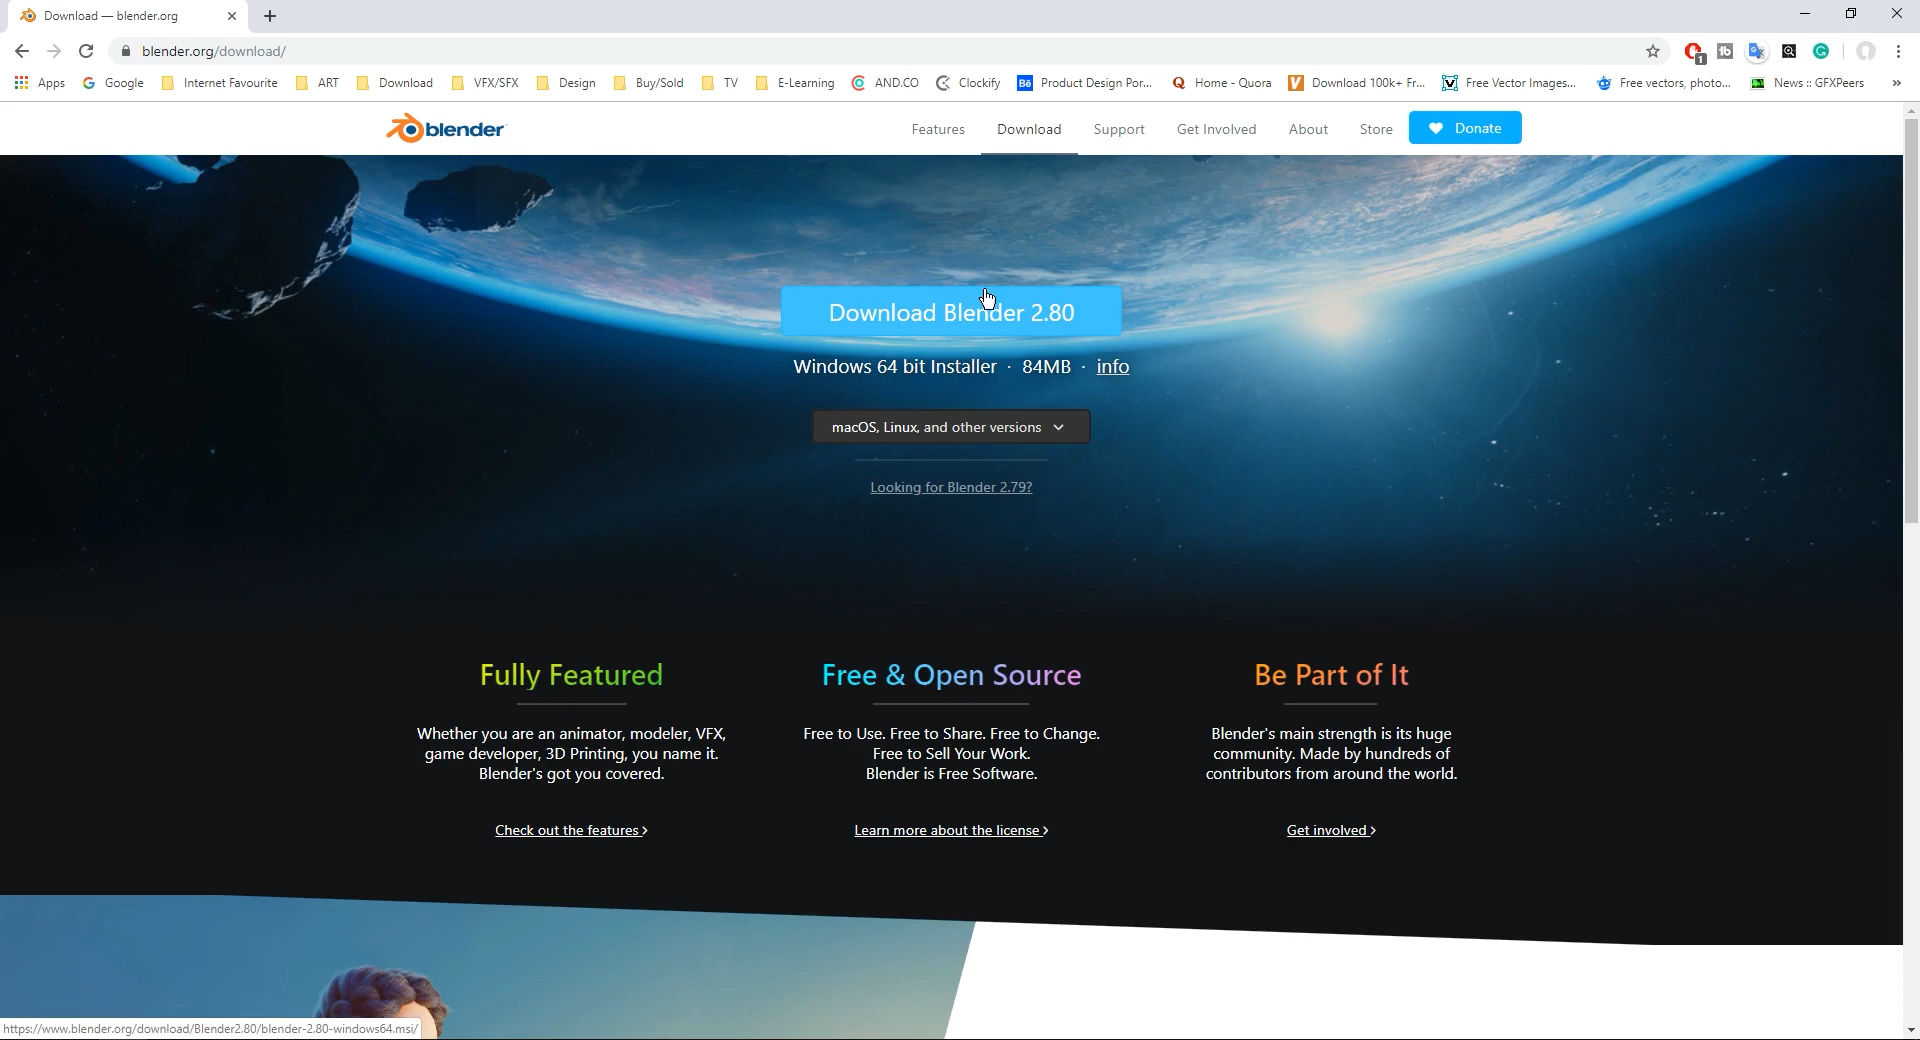 Download — blender.org
blender.org/download/
1
Apps Google Internet Favourite ART Download VFX/SFX Design Buy/Sold TV E-Learning AND.CO Clockify Bē Product Design Por... Q Home - Quora V Download 100k+ Fr... Free Vector Images... Free vectors, photo... News :: GFXPeers »
blender
Features Download Support Get Involved About Store Donate
Download Blender 2.80
Windows 64 bit Installer · 84MB · info
macOS, Linux, and other versions
Looking for Blender 2.79?
Fully Featured
Whether you are an animator, modeler, VFX,
game developer, 3D Printing, you name it.
Blender's got you covered.
Check out the features ›
Free & Open Source
Free to Use. Free to Share. Free to Change.
Free to Sell Your Work.
Blender is Free Software.
Learn more about the license ›
Be Part of It
Blender's main strength is its huge
community. Made by hundreds of
contributors from around the world.
Get involved ›
https://www.blender.org/download/Blender2.80/blender-2.80-windows64.msi/